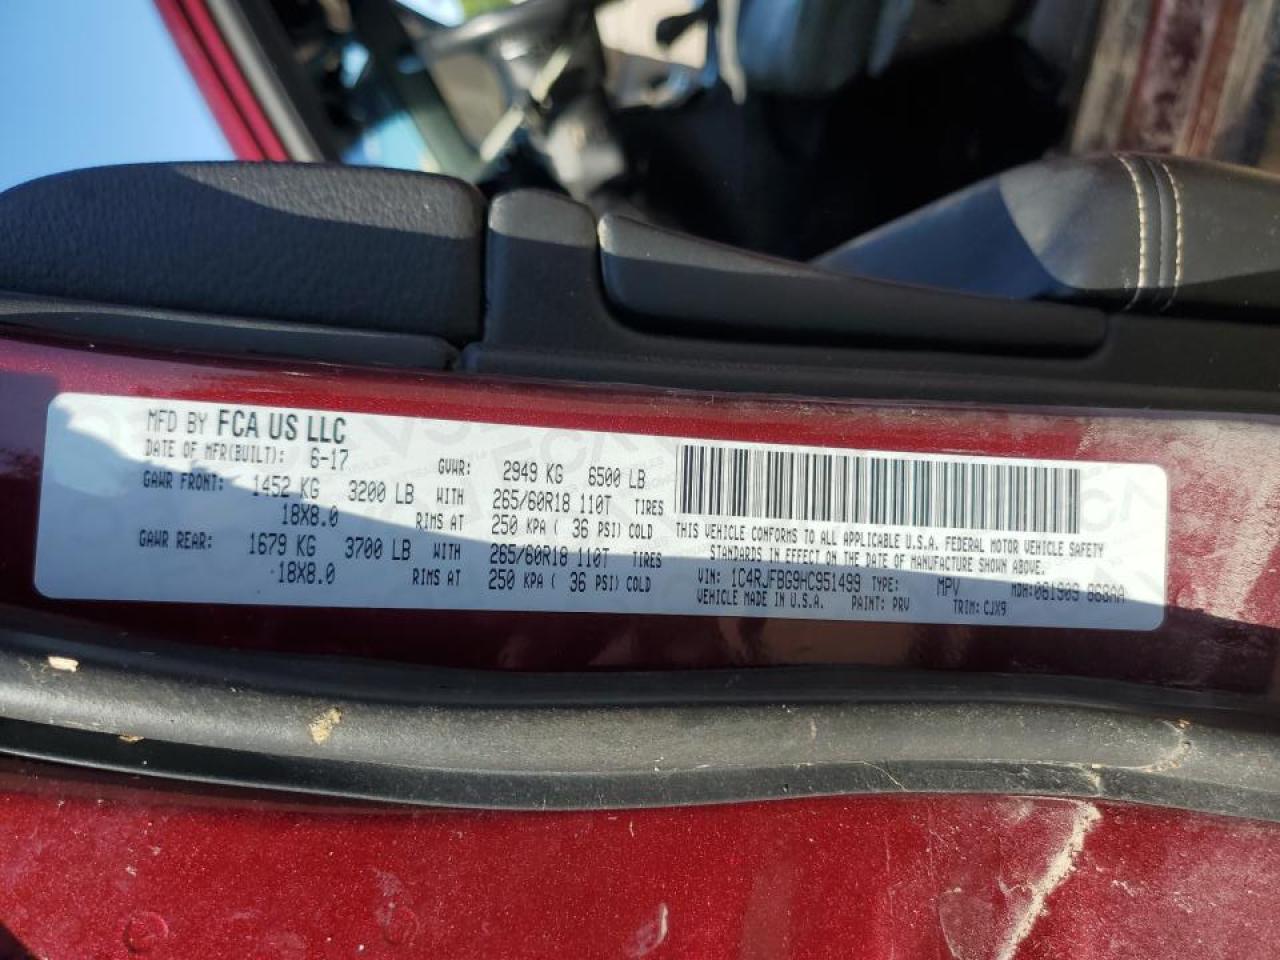 MFD BY FCA US LLC
DATE OF MFR(BUILT): 6-17 GVWR: 2949 KG 6500 LB
GAWR FRONT: 1452 KG 3200 LB WITH 265/60R18 110T TIRES
18X8.0 RIMS AT 250 KPA ( 36 PSI) COLD
GAWR REAR: 1679 KG 3700 LB WITH 265/60R18 110T TIRES
18X8.0 RIMS AT 250 KPA ( 36 PSI) COLD
THIS VEHICLE CONFORMS TO ALL APPLICABLE U.S.A. FEDERAL MOTOR VEHICLE SAFETY
STANDARDS IN EFFECT ON THE DATE OF MANUFACTURE SHOWN ABOVE.
VIN: 1C4RJFBG9HC951499 TYPE: MPV MDH:061909 868AA
VEHICLE MADE IN U.S.A. PAINT: PRV TRIM: CJX9